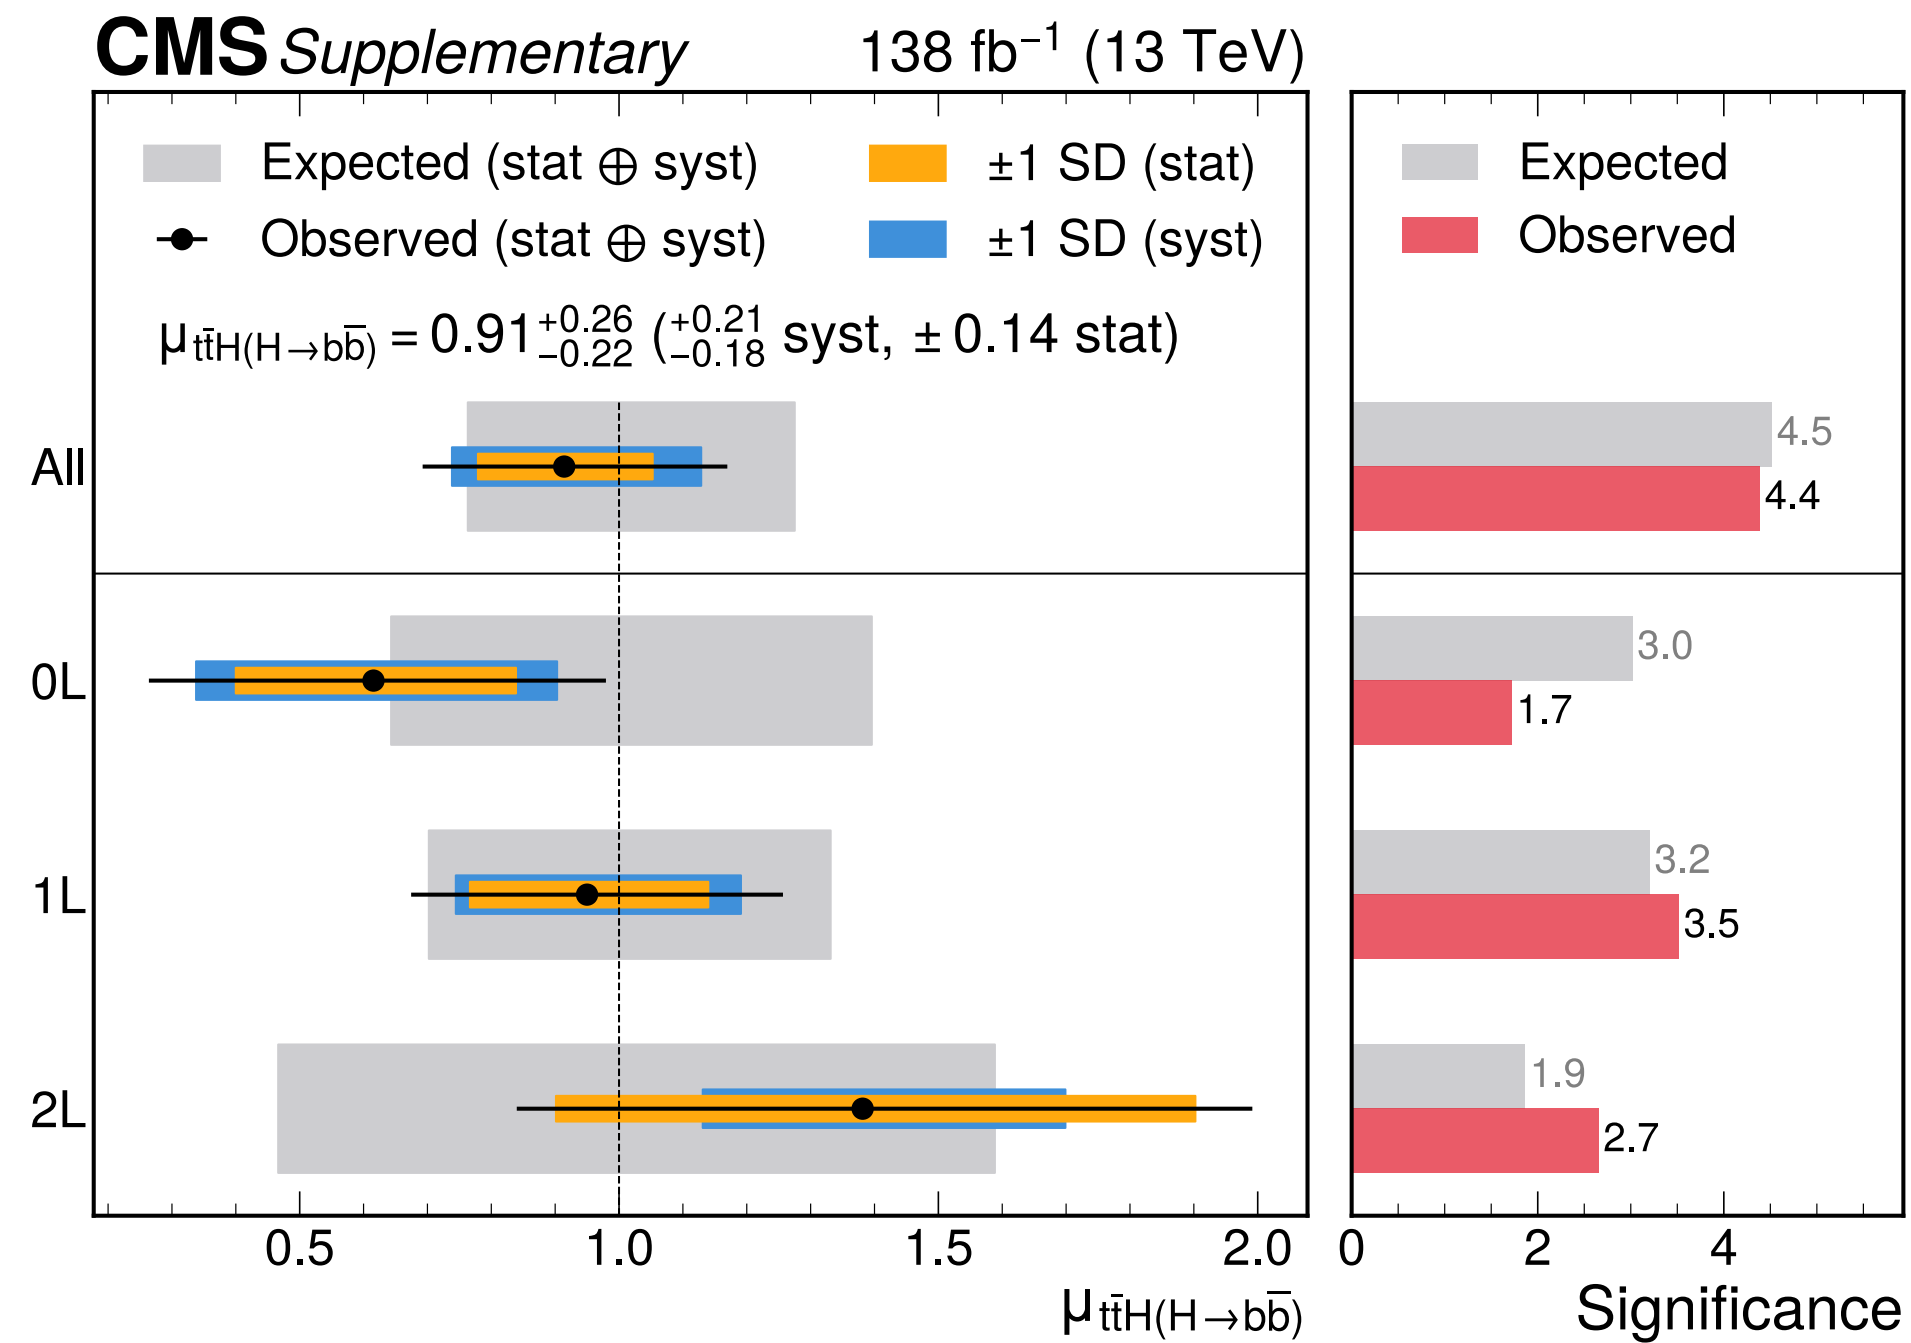 CMS Supplementary 138 fb⁻¹ (13 TeV)
Expected (stat ⊕ syst) ±1 SD (stat)
Observed (stat ⊕ syst) ±1 SD (syst)
Expected
Observed
μ_tt̄H(H→bb̄) = 0.91 +0.26 −0.22 (+0.21 −0.18 syst, ± 0.14 stat)
All
4.5
4.4
0L
3.0
1.7
1L
3.2
3.5
2L
1.9
2.7
0.5 1.0 1.5 2.0
0 2 4
μ_tt̄H(H→bb̄)
Significance